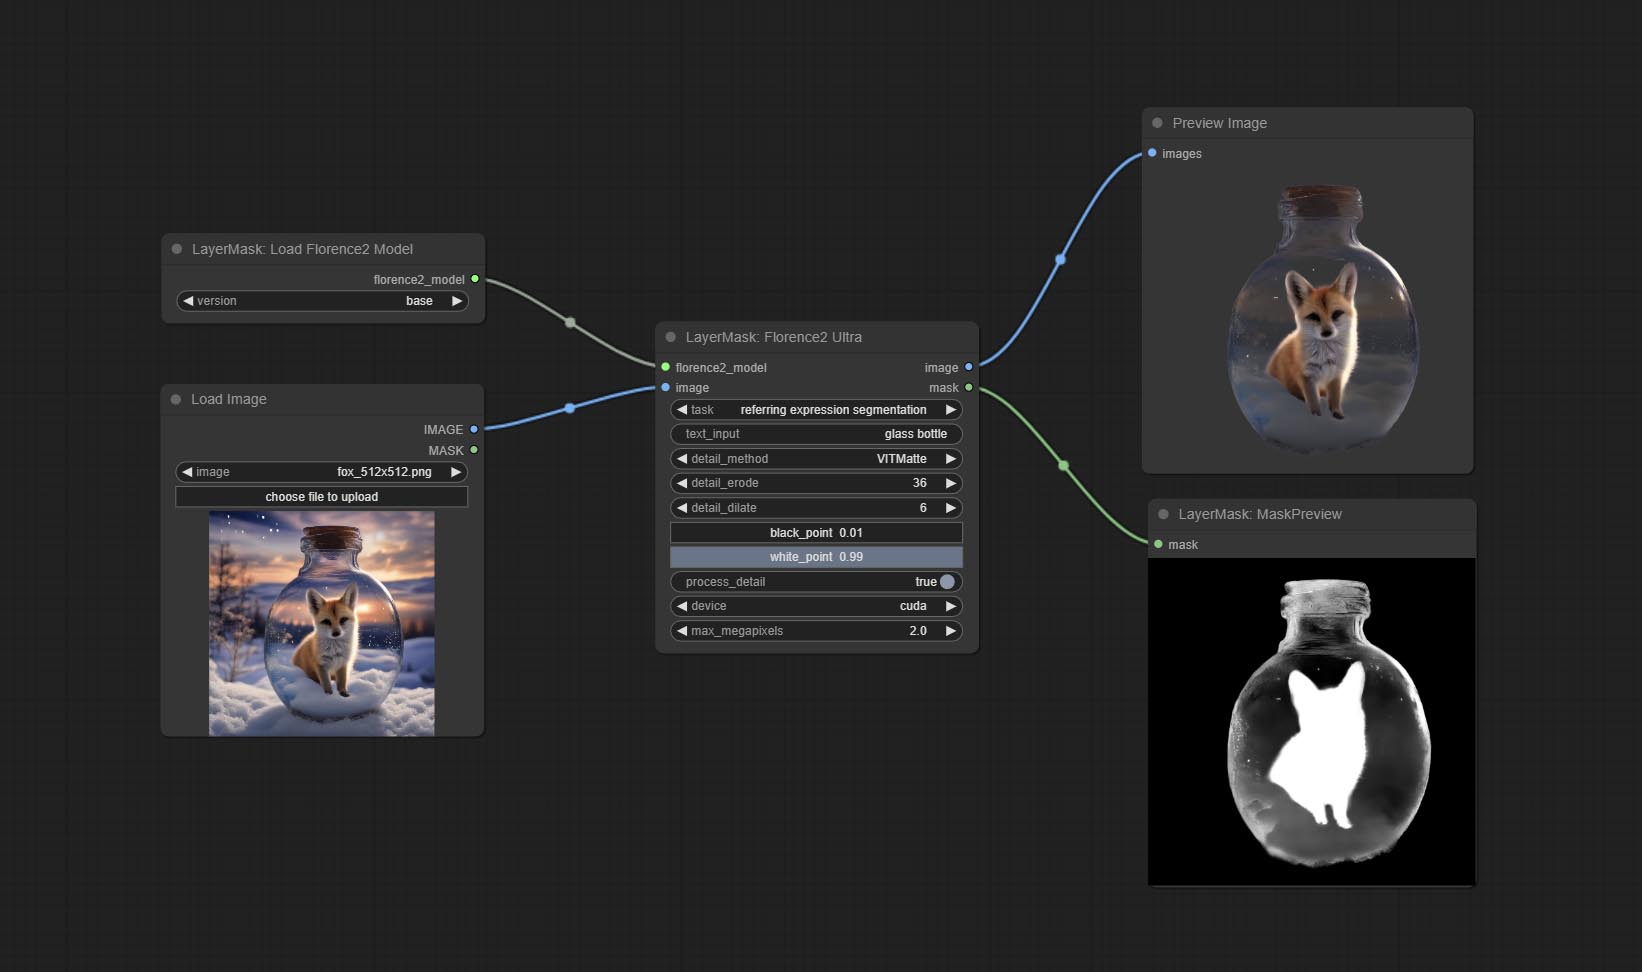 LayerMask: Load Florence2 Model
florence2_model
version base
Load Image
IMAGE
MASK
image fox_512x512.png
choose file to upload
LayerMask: Florence2 Ultra
florence2_model image
image mask
task referring expression segmentation
text_input glass bottle
detail_method VITMatte
detail_erode 36
detail_dilate 6
black_point 0.01
white_point 0.99
process_detail true
device cuda
max_megapixels 2.0
Preview Image
images
LayerMask: MaskPreview
mask